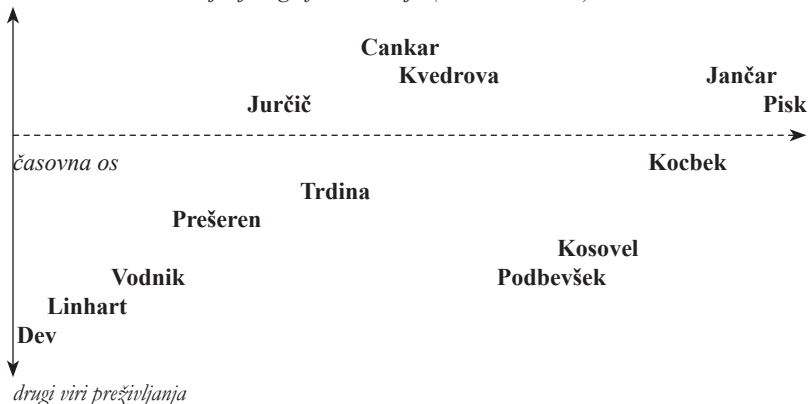 Cankar
Kvedrova Jančar
Jurčič Pisk
časovna os Kocbek
Trdina
Prešeren
Kosovel
Vodnik Podbevšek
Linhart
Dev
drugi viri preživljanja